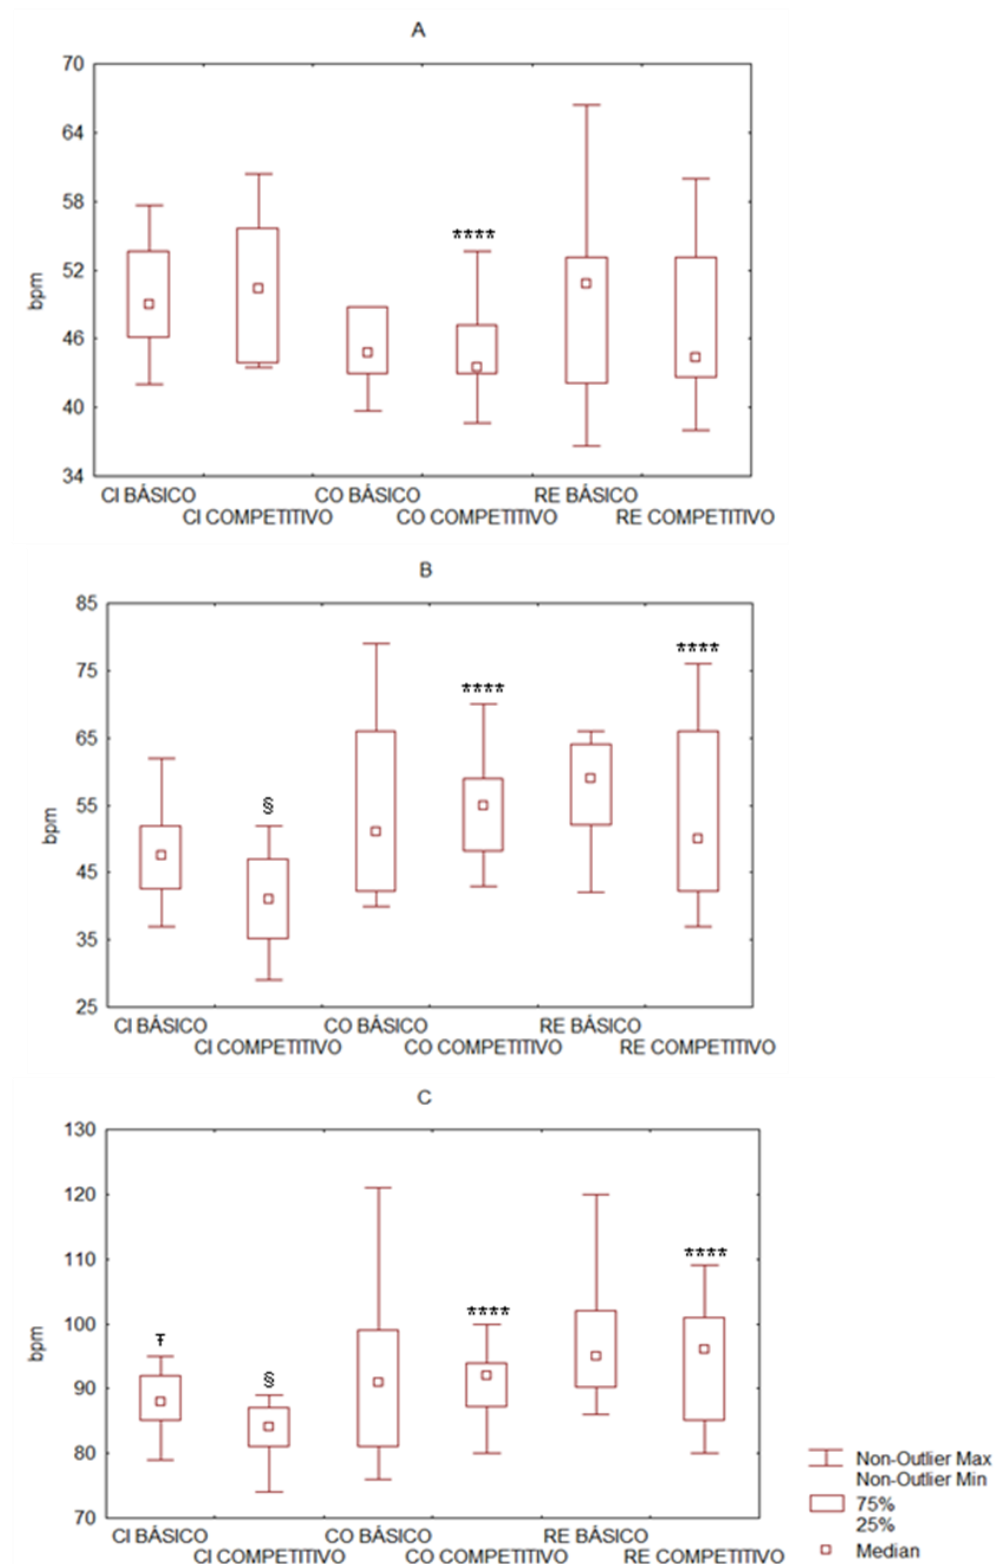 A
70
64
58
52
46
40
34
bpm
****
CI BÁSICO CO BÁSICO RE BÁSICO
CI COMPETITIVO CO COMPETITIVO RE COMPETITIVO
B
85
75
65
55
45
35
25
bpm
§
****
****
CI BÁSICO CO BÁSICO RE BÁSICO
CI COMPETITIVO CO COMPETITIVO RE COMPETITIVO
C
130
120
110
100
90
80
70
bpm
Ŧ
§
****
****
CI BÁSICO CO BÁSICO RE BÁSICO
CI COMPETITIVO CO COMPETITIVO RE COMPETITIVO
Non-Outlier Max
Non-Outlier Min
75%
25%
Median